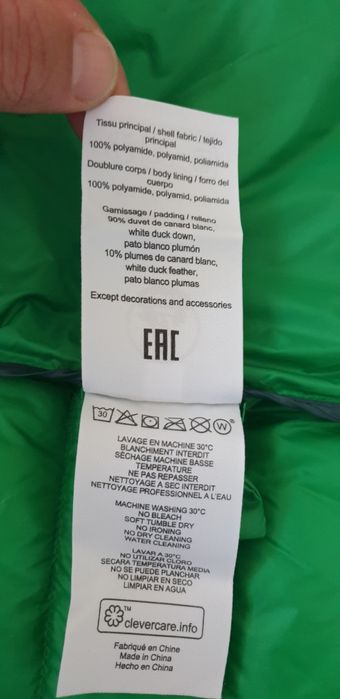 Tissu principal / shell fabric / tejido
principal
100% polyamide, polyamid, poliamida
Doublure corps / body lining / forro del
cuerpo
100% polyamide, polyamid, poliamida
Garnissage / padding / relleno
90% duvet de canard blanc,
white duck down,
pato blanco plumón
10% plumes de canard blanc,
white duck feather,
pato blanco plumas
Except decorations and accessories
EAC
30 W
LAVAGE EN MACHINE 30°C
BLANCHIMENT INTERDIT
SÉCHAGE MACHINE BASSE
TEMPERATURE
NE PAS REPASSER
NETTOYAGE A SEC INTERDIT
NETTOYAGE PROFESSIONNEL A L'EAU
MACHINE WASHING 30°C
NO BLEACH
SOFT TUMBLE DRY
NO IRONING
NO DRY CLEANING
WATER CLEANING
LAVAR A 30°C
NO UTILIZAR CLORO
SECARA TEMPERATURA MEDIA
NO SE PUEDE PLANCHAR
NO LIMPIAR EN SECO
LIMPIAR EN AGUA
TM
clevercare.info
Fabriqué en Chine
Made in China
Hecho en China